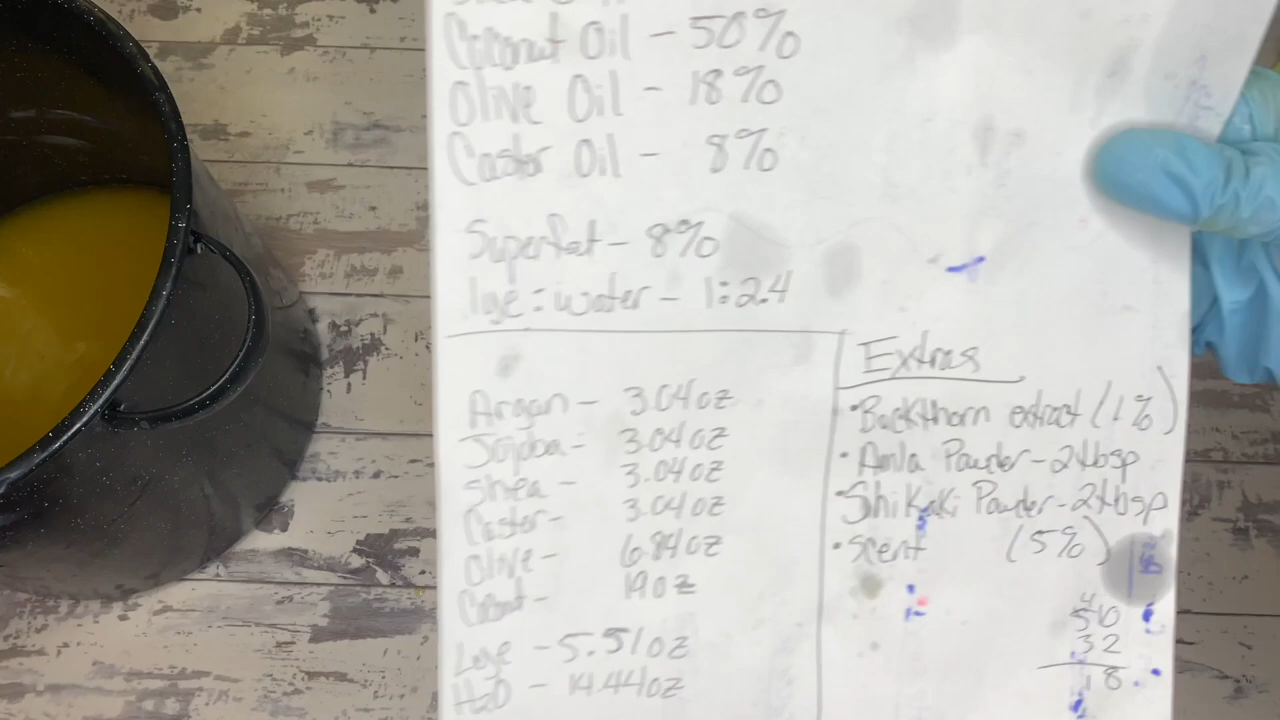 Coconut Oil - 50%
Olive Oil - 18%
Castor Oil - 8%
Superfat - 8%
lye : water - 1:2.4
Argan - 3.04oz
Jojoba - 3.04oz
Shea - 3.04oz
Castor - 3.04oz
Olive - 6.84oz
Coconut - 19oz
Lye - 5.51oz
H2O - 14.44oz
Extras
• Buckthorn extract (1%)
• Amla Powder - 2tbsp
• Shikaki Powder - 2tbsp
• Scent (5%)
4
50
32
18